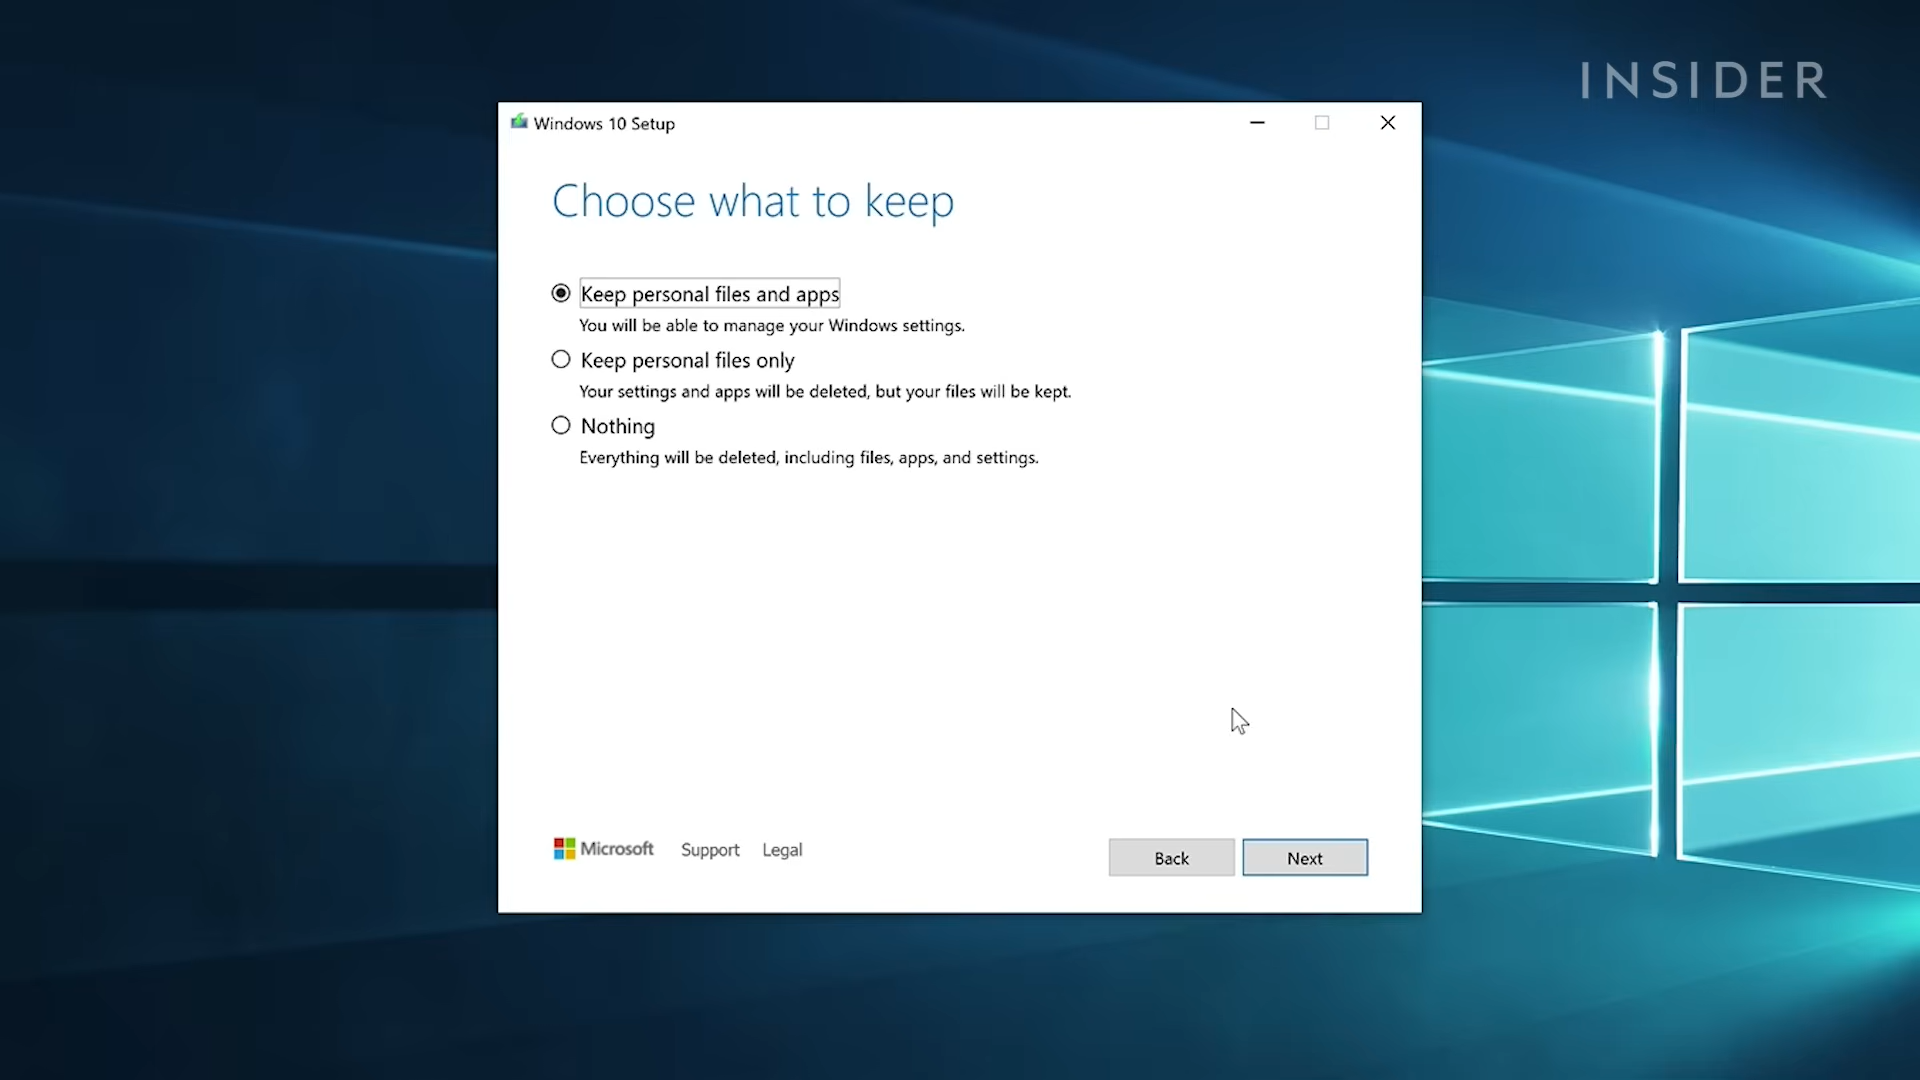 INSIDER
Windows 10 Setup
Choose what to keep
Keep personal files and apps
You will be able to manage your Windows settings.
Keep personal files only
Your settings and apps will be deleted, but your files will be kept.
Nothing
Everything will be deleted, including files, apps, and settings.
Microsoft Support Legal
Back Next